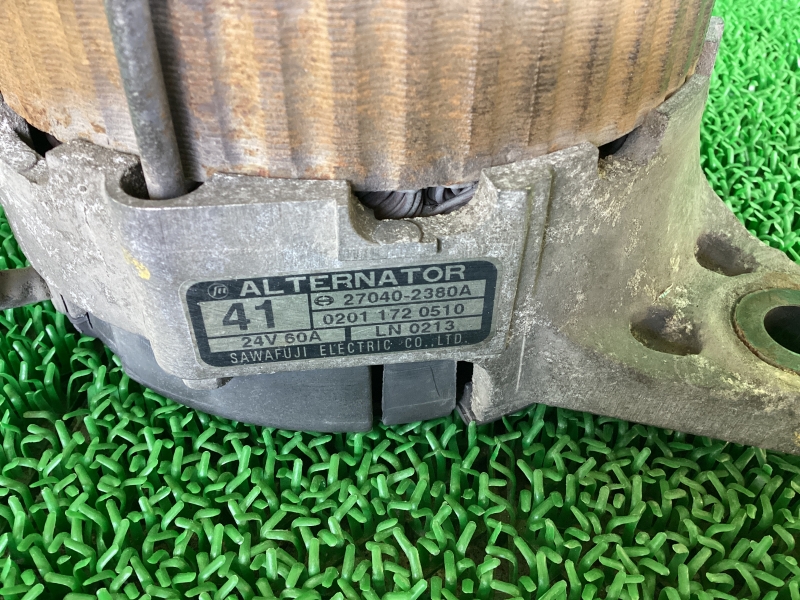 ALTERNATOR
41
27040-2380A
0201 172 0510
24V 60A
LN 0213
SAWAFUJI ELECTRIC CO.,LTD.